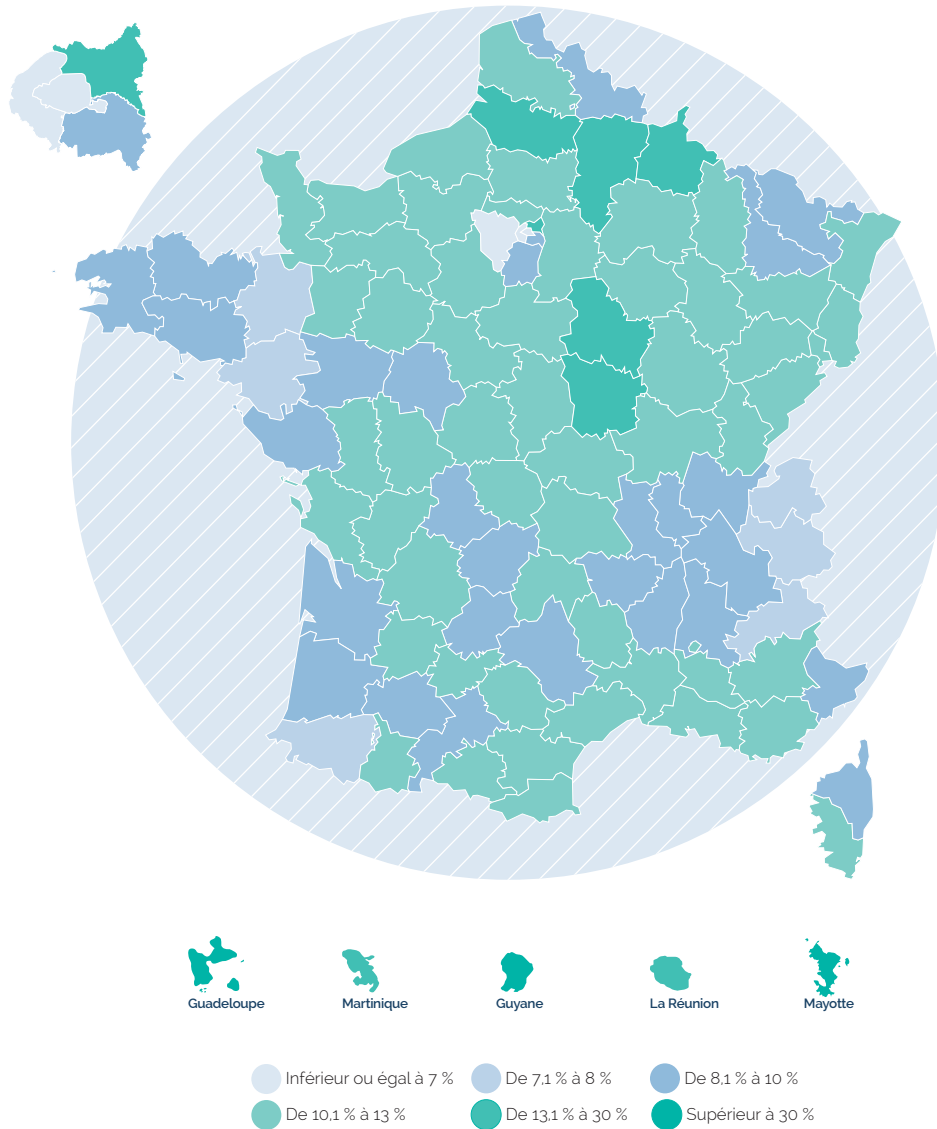 Guadeloupe Martinique Guyane La Réunion Mayotte
Inférieur ou égal à 7 % De 7,1 % à 8 % De 8,1 % à 10 %
De 10,1 % à 13 % De 13,1 % à 30 % Supérieur à 30 %